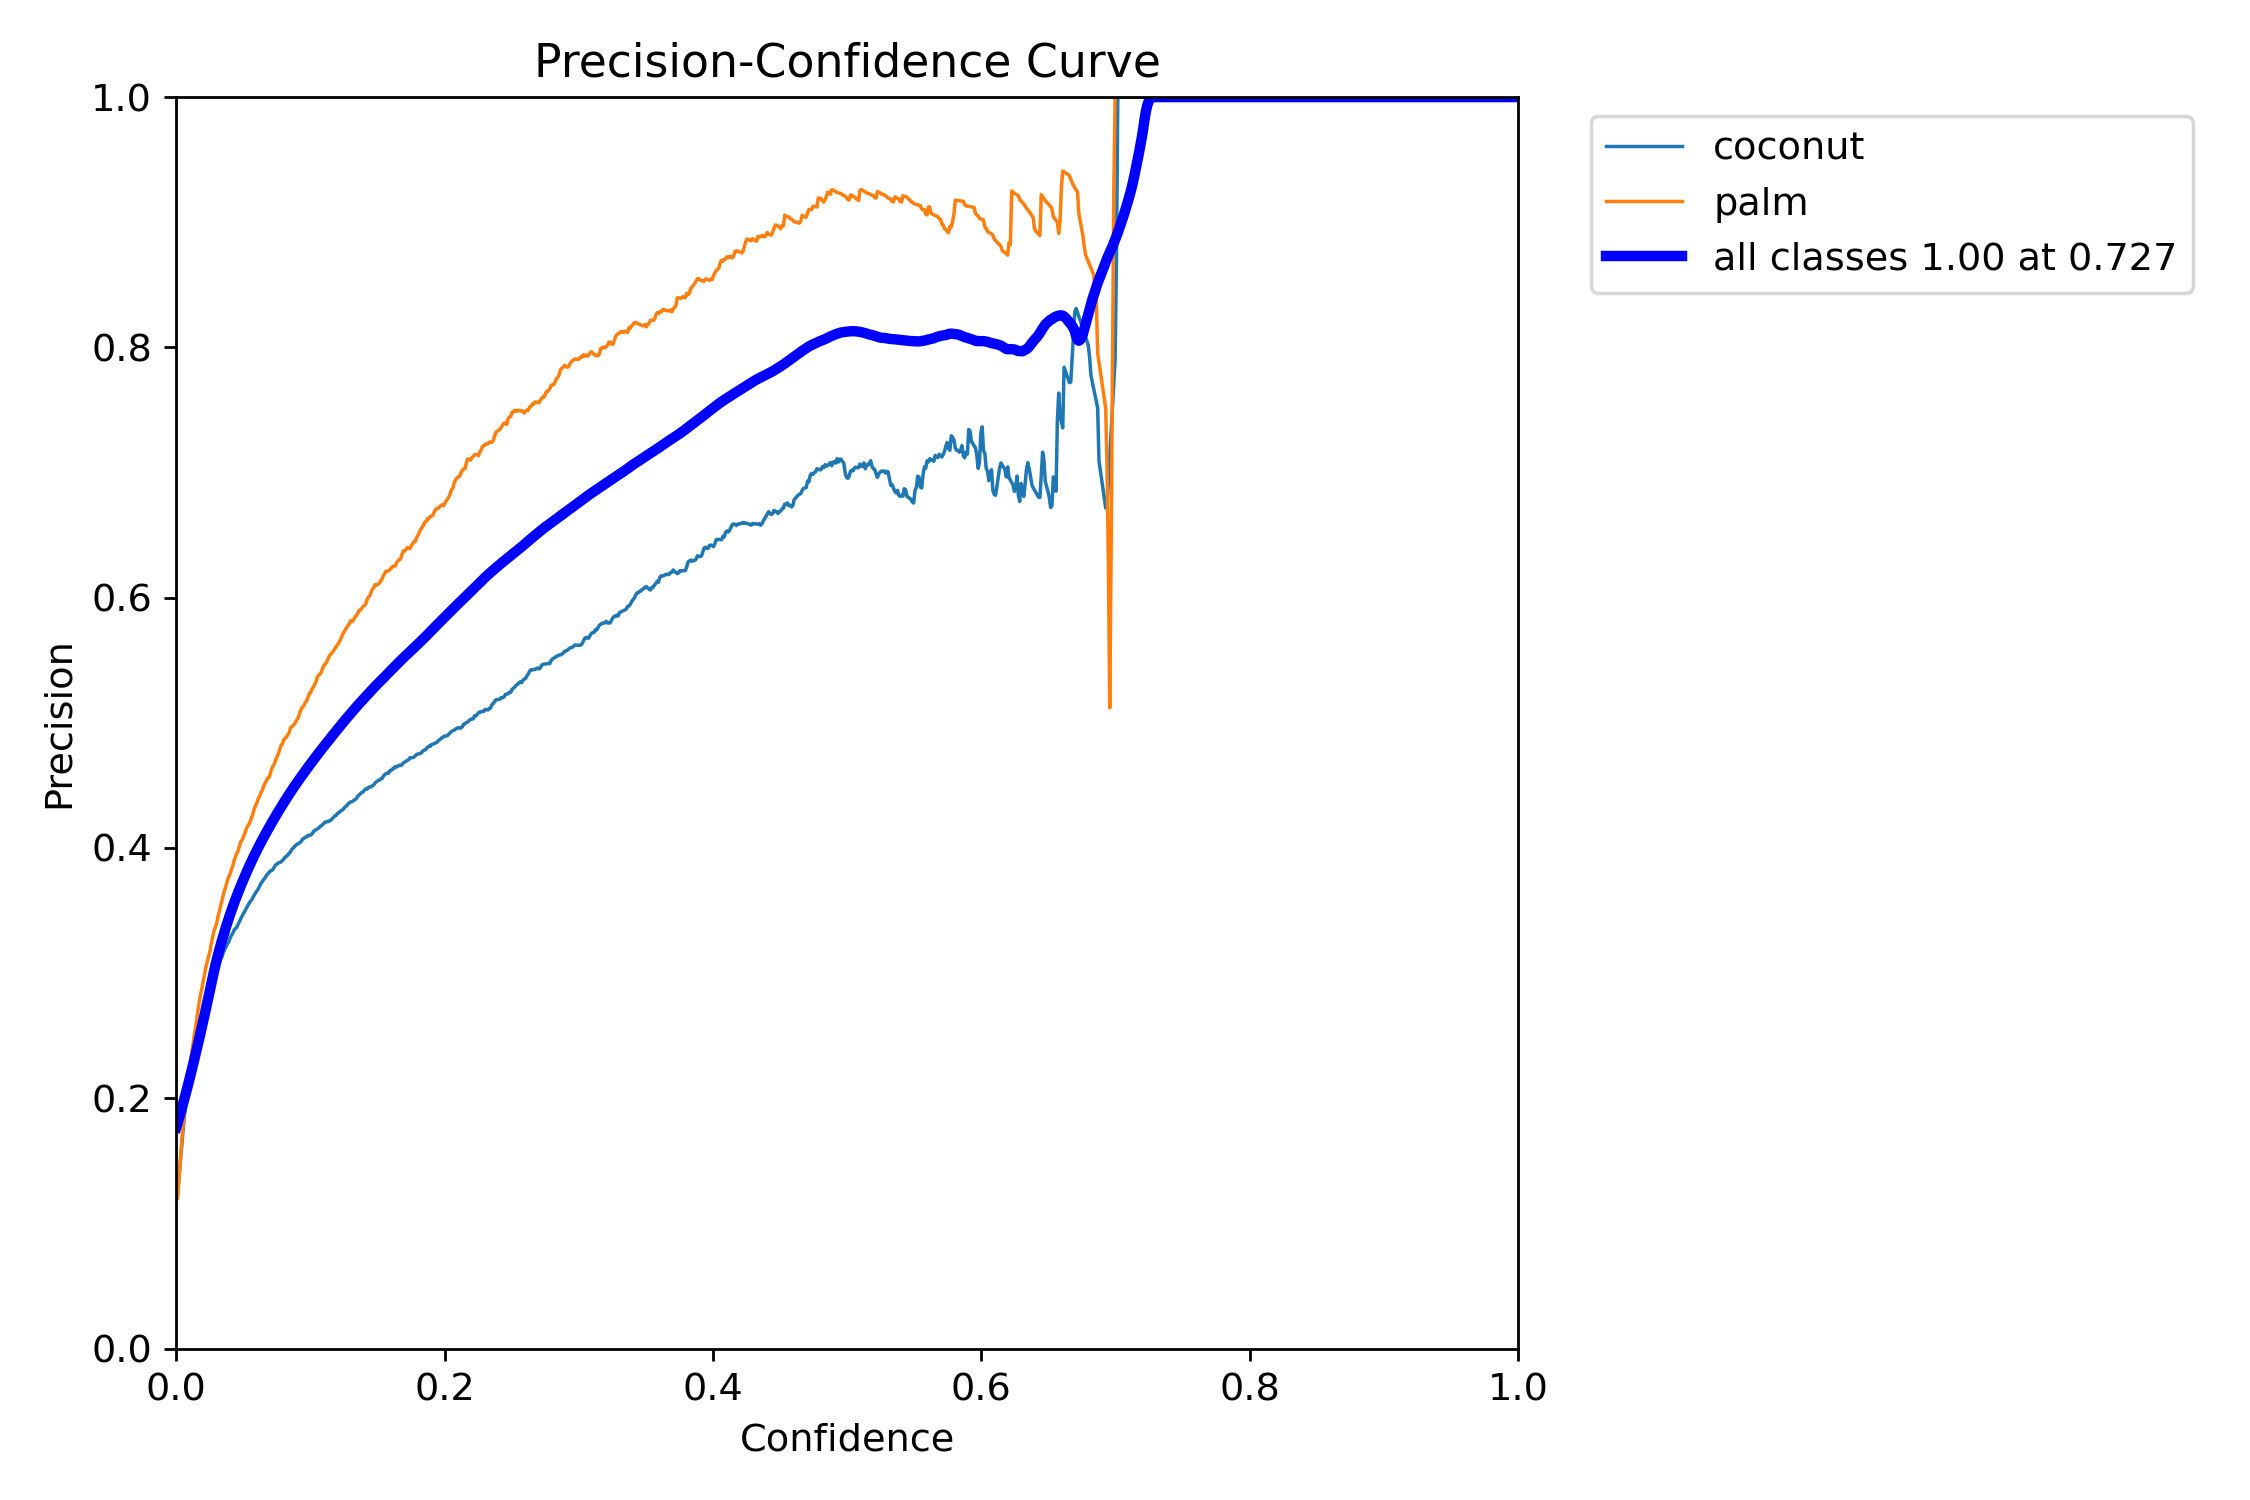 Precision-Confidence Curve
1.0
0.8
0.6
0.4
0.2
0.0
Precision
0.0 0.2 0.4 0.6 0.8 1.0
Confidence
coconut
palm
all classes 1.00 at 0.727